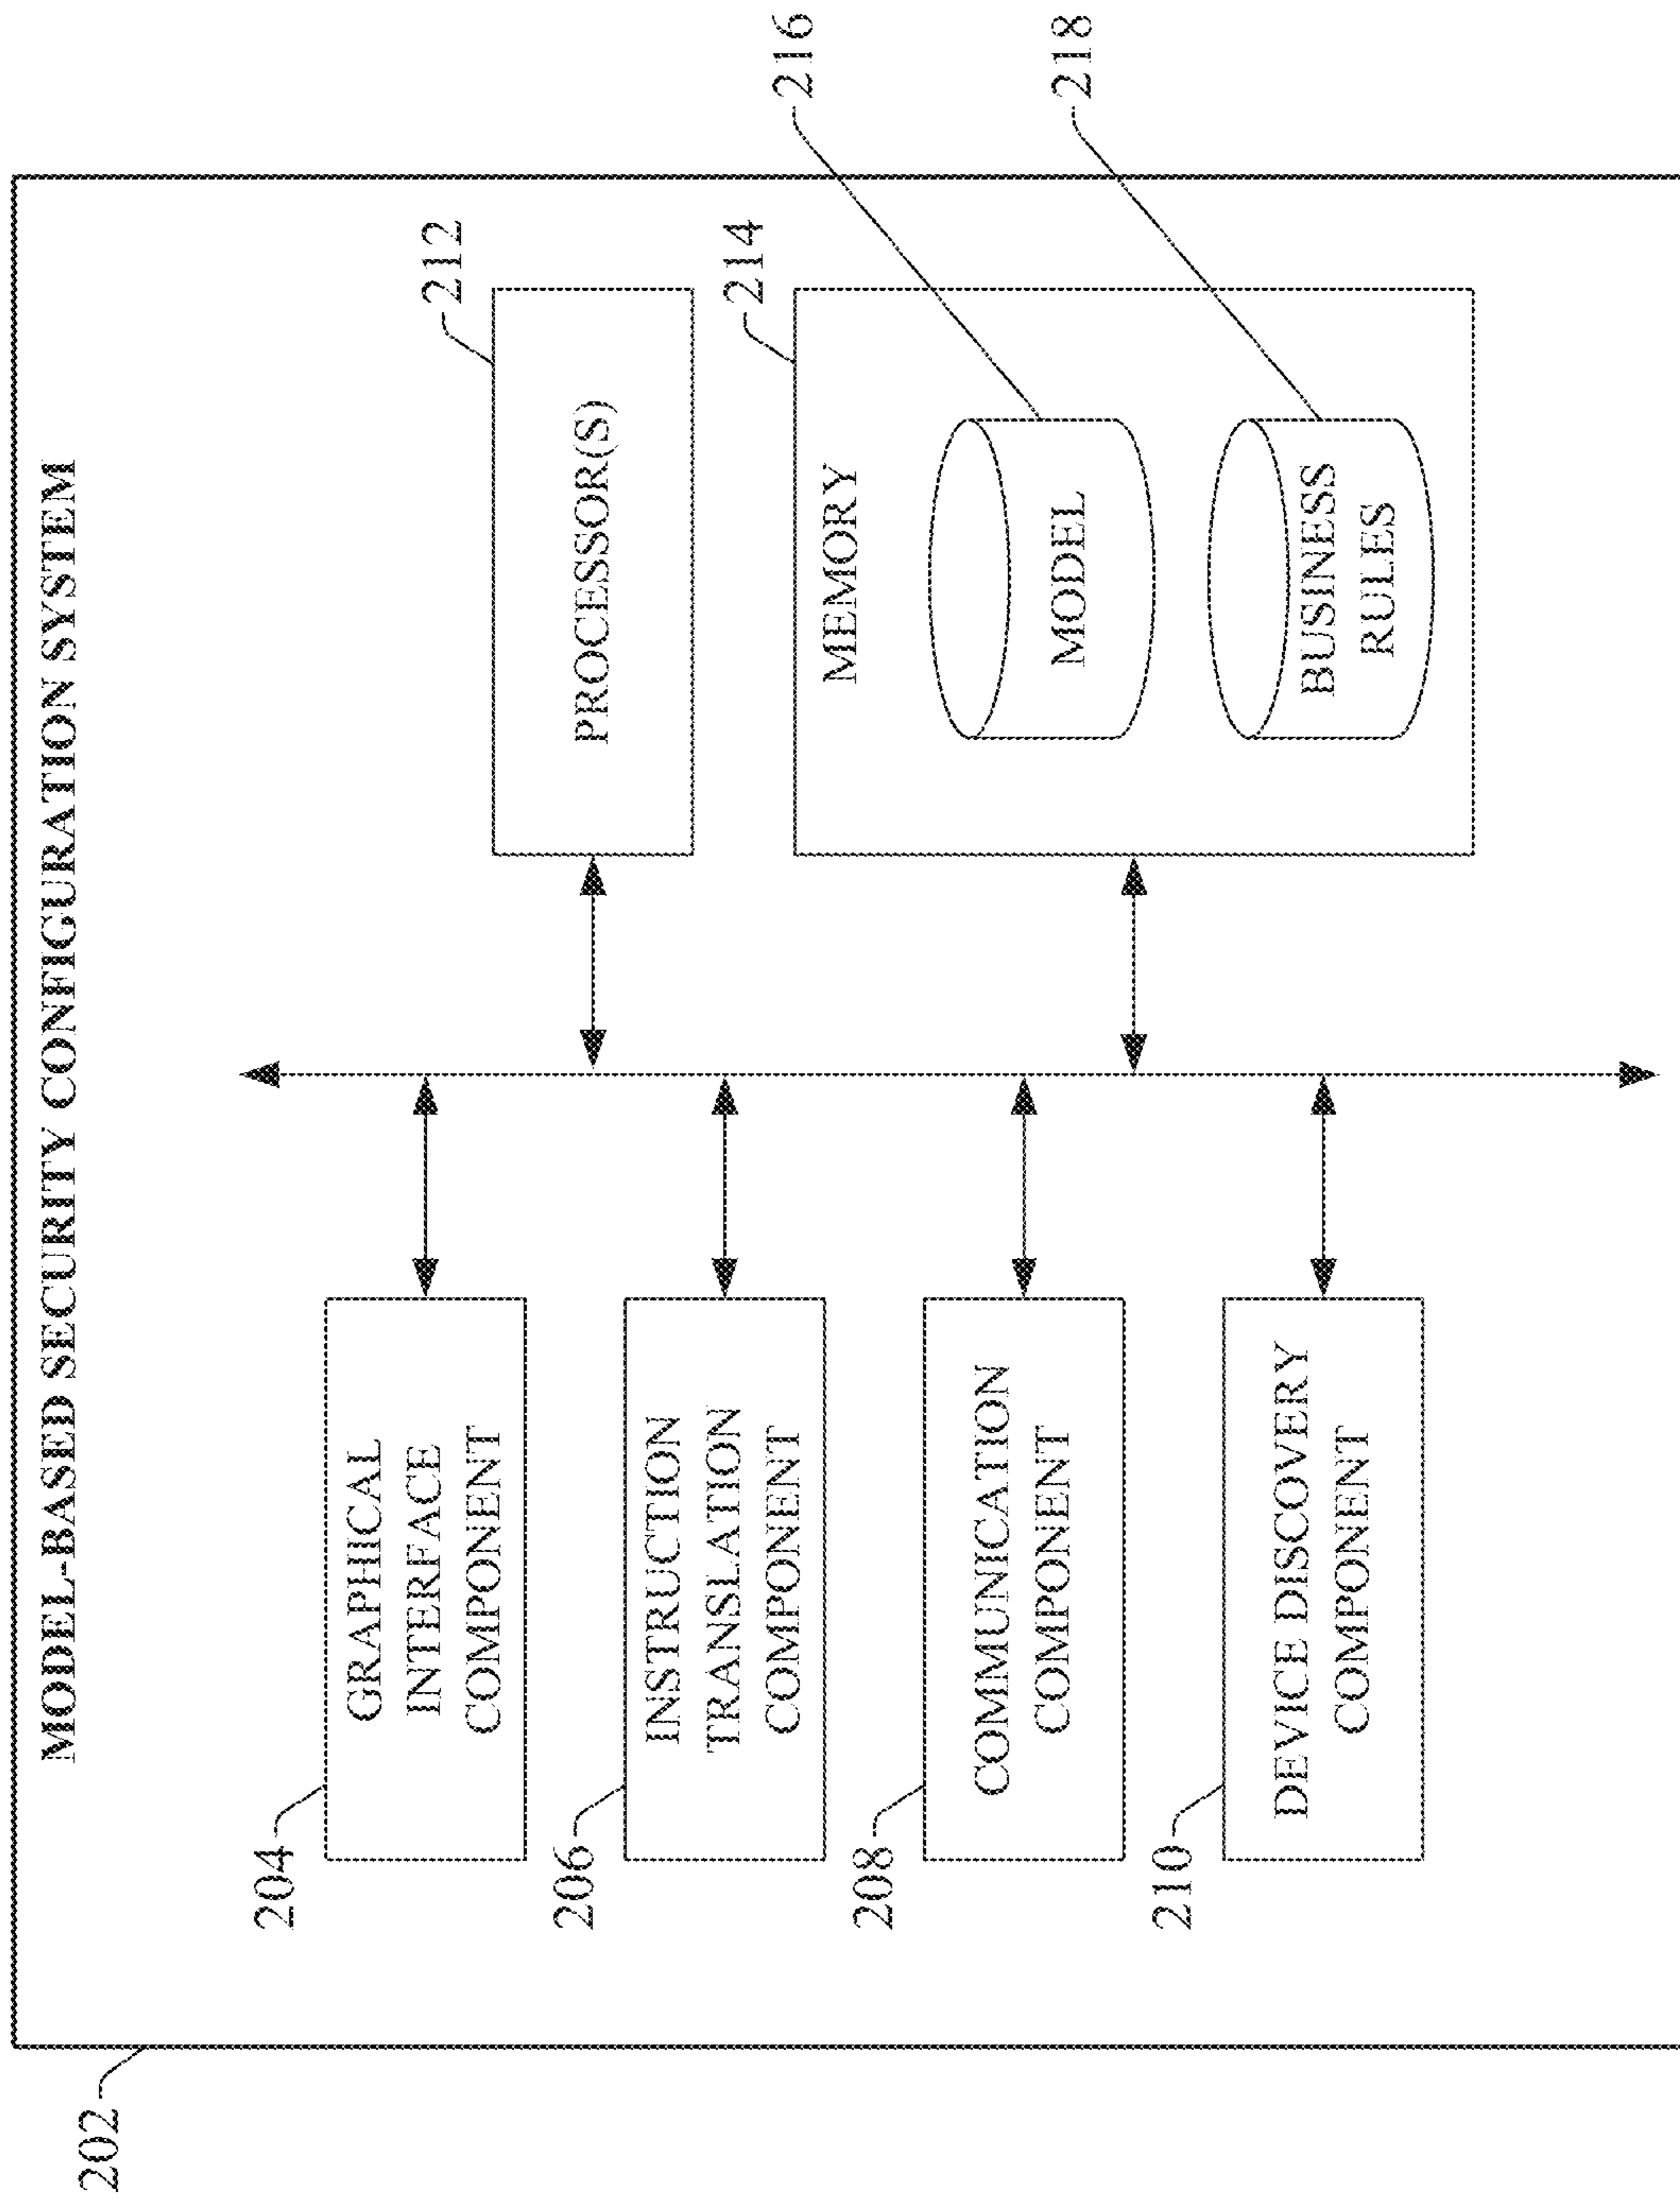 MODEL-BASED SECURITY CONFIGURATION SYSTEM
202
204
GRAPHICAL
INTERFACE
COMPONENT
206
INSTRUCTION
TRANSLATION
COMPONENT
208
COMMUNICATION
COMPONENT
210
DEVICE DISCOVERY
COMPONENT
212
PROCESSOR(S)
214
MEMORY
216
MODEL
218
BUSINESS
RULES